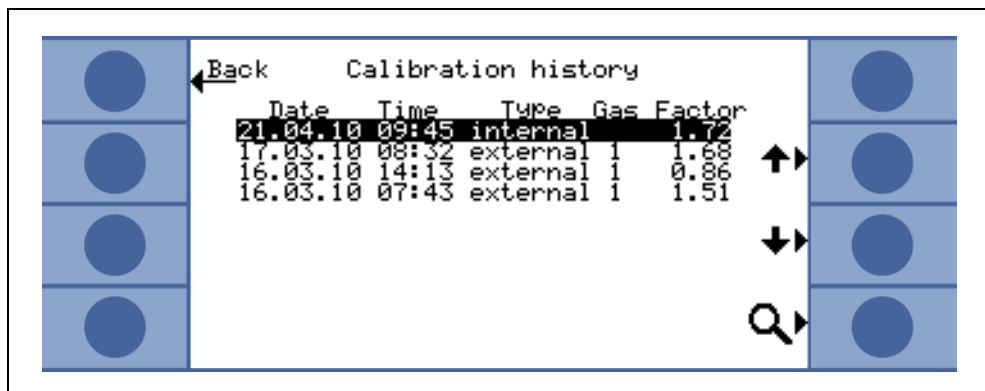 Back Calibration history
Date Time Type Gas Factor
21.04.10 09:45 internal 1.72
17.03.10 08:32 external 1 1.68
16.03.10 14:13 external 1 0.86
16.03.10 07:43 external 1 1.51